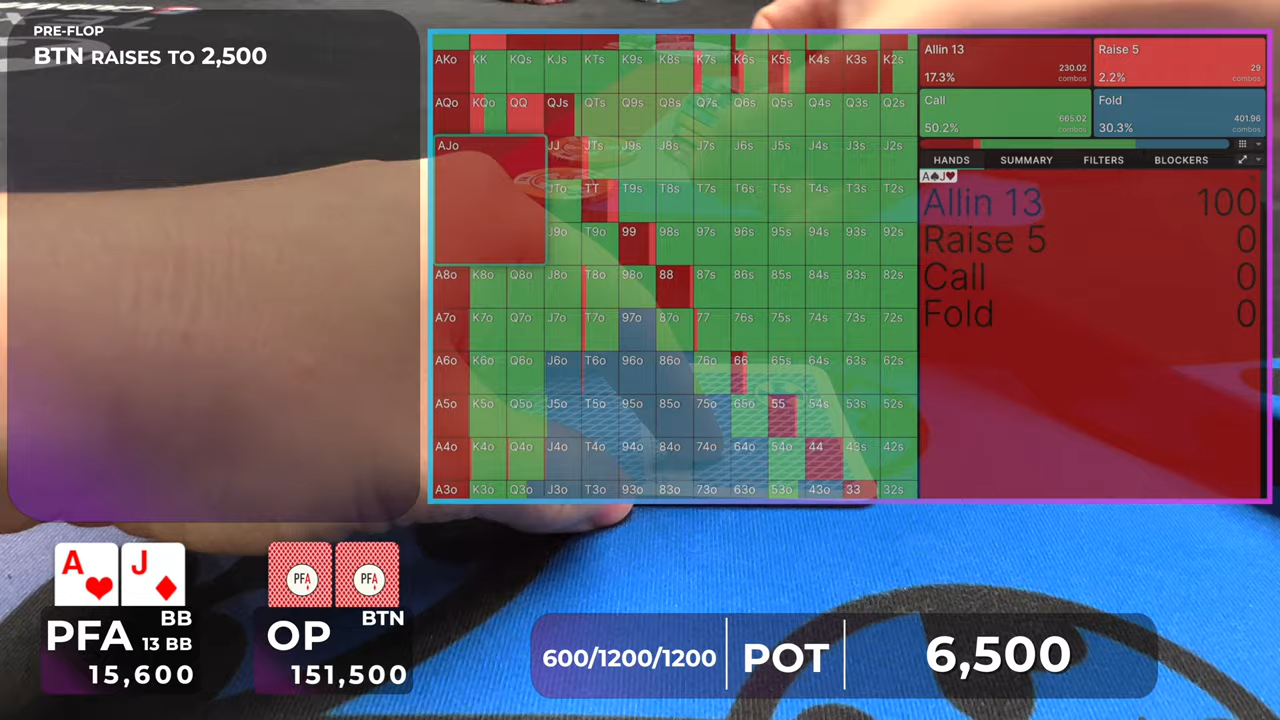 PRE-FLOP
BTN RAISES TO 2,500
AKo KK KQs KJs KTs K9s K8s K7s K6s K5s K4s K3s K2s
AQo KQo QQ QJs QTs Q9s Q8s Q7s Q6s Q5s Q4s Q3s Q2s
AJo JJ JTs J9s J8s J7s J6s J5s J4s J3s J2s
JTo TT T9s T8s T7s T6s T5s T4s T3s T2s
J9o T9o 99 98s 97s 96s 95s 94s 93s 92s
A8o K8o Q8o J8o T8o 98o 88 87s 86s 85s 84s 83s 82s
A7o K7o Q7o J7o T7o 97o 87o 77 76s 75s 74s 73s 72s
A6o K6o Q6o J6o T6o 96o 86o 76o 66 65s 64s 63s 62s
A5o K5o Q5o J5o T5o 95o 85o 75o 65o 55 54s 53s 52s
A4o K4o Q4o J4o T4o 94o 84o 74o 64o 54o 44 43s 42s
A3o K3o Q3o J3o T3o 93o 83o 73o 63o 53o 43o 33 32s
Allin 13
230.02
17.3% combos
Raise 5
29
2.2% combos
Call
665.02
50.2% combos
Fold
401.96
30.3% combos
HANDS SUMMARY FILTERS BLOCKERS
A♠J♥
Allin 13 100
Raise 5 0
Call 0
Fold 0
A J
PFA PFA
BB
PFA 13 BB
15,600
BTN
OP
151,500
600/1200/1200 POT 6,500